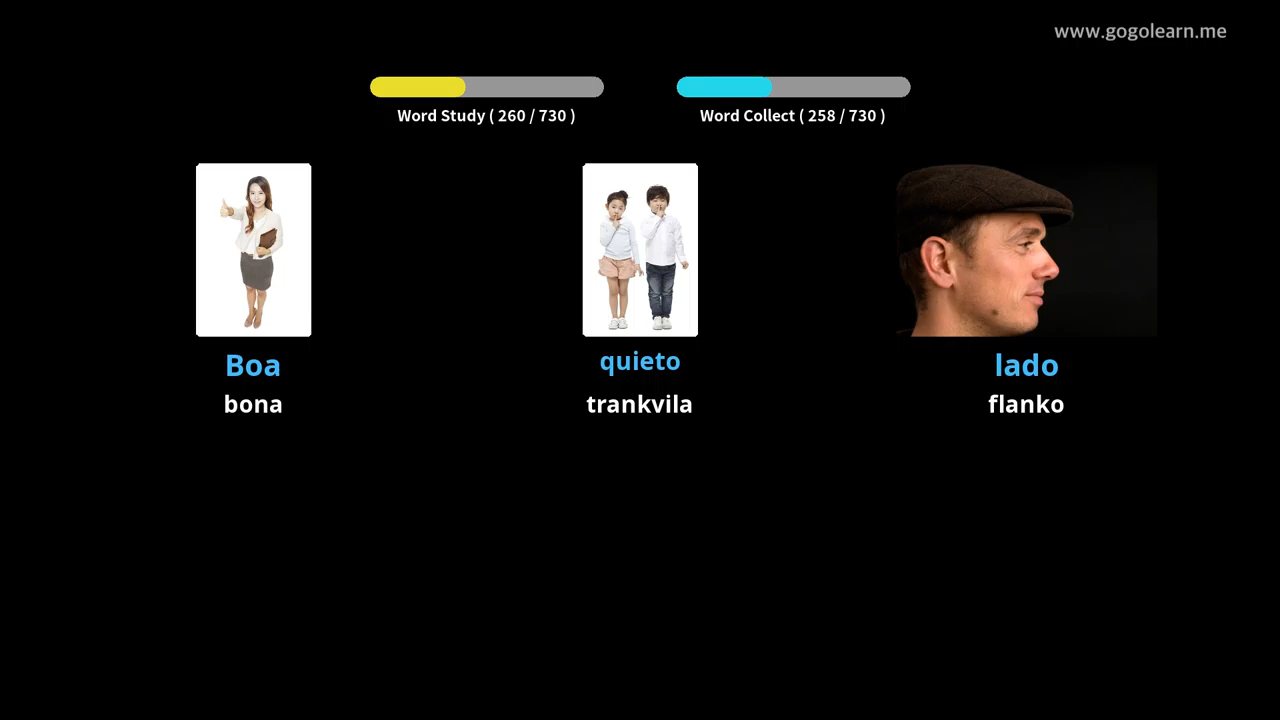 www.gogolearn.me
Word Study ( 260 / 730 )
Word Collect ( 258 / 730 )
Boa
quieto
lado
bona
trankvila
flanko